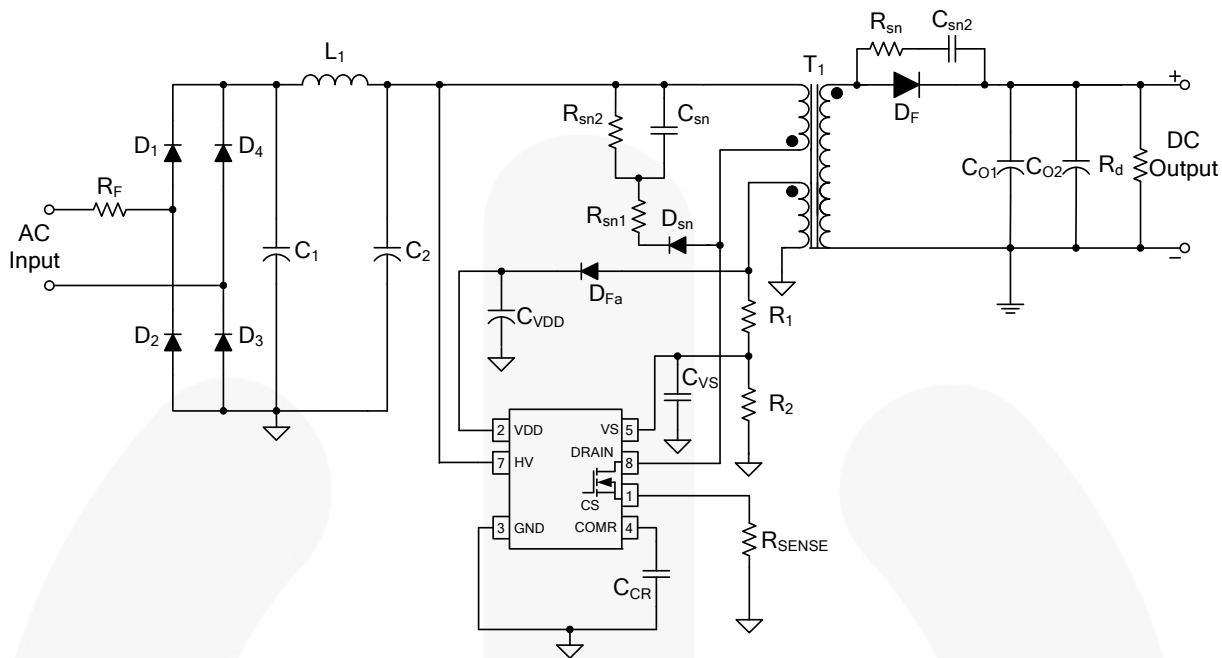 L1
T1
Rsn
Csn2
DF
+
Rsn2
Csn
D1
D4
RF
AC
Input
C1
C2
Rsn1
Dsn
DFa
CVDD
R1
CVS
R2
CO1
CO2
Rd
DC
Output
−
D2
D3
2
VDD
VS
5
7
HV
DRAIN
8
CS
1
3
GND
COMR
4
RSENSE
CCR